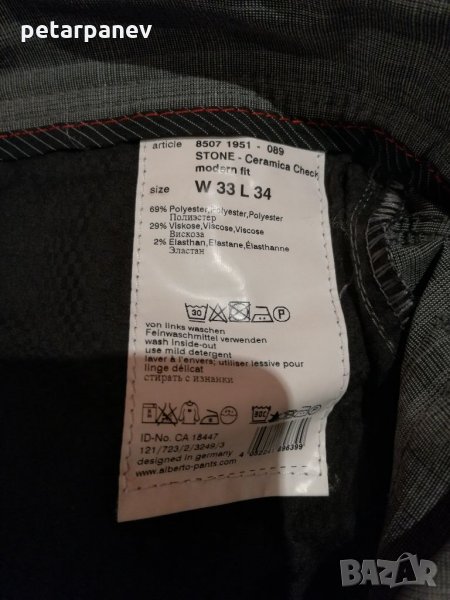 petarpanev
article 8507 1951 - 089
STONE - Ceramica Check
modern fit
size W 33 L 34
69% Polyester,Polyester,Polyester
Полиэстер
29% Viskose,Viscose,Viscose
Вискоза
2% Elasthan,Elastane,Élasthanne
Эластан
30 P
von links waschen
Feinwaschmittel verwenden
wash inside-out
use mild detergent
laver à l'envers; utiliser lessive pour
linge délicat
стирать с изнанки
ID-No. CA 18447
121/723/2/3249/3
designed in germany
www.alberto-pants.com
BAZAR